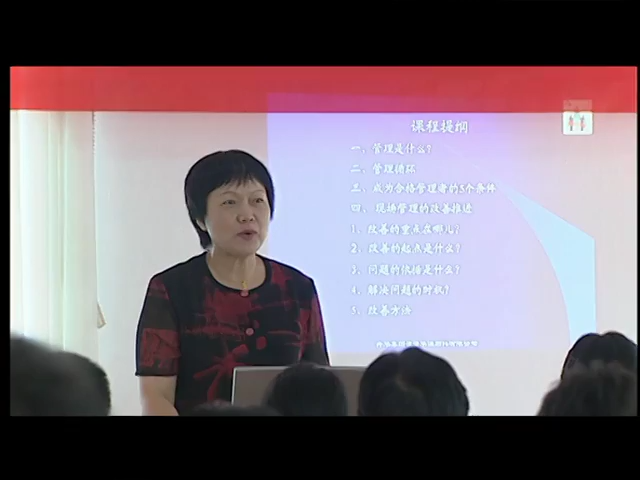 课程提纲
一、管理是什么？
二、管理循环
三、成为合格管理者的5个条件
四、现场管理的改善推进
1、改善的重点在哪儿？
2、改善的起点是什么？
3、问题的依据是什么？
4、解决问题的时机？
5、改善方法